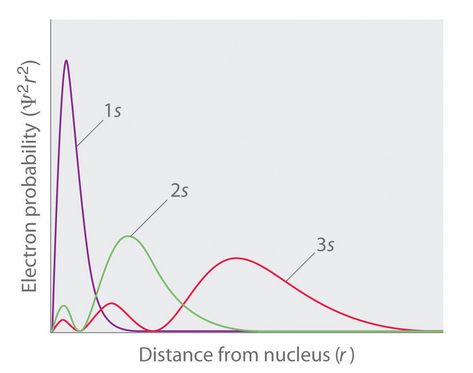 Electron probability (Ψ²r²)
1s
2s
3s
Distance from nucleus (r)